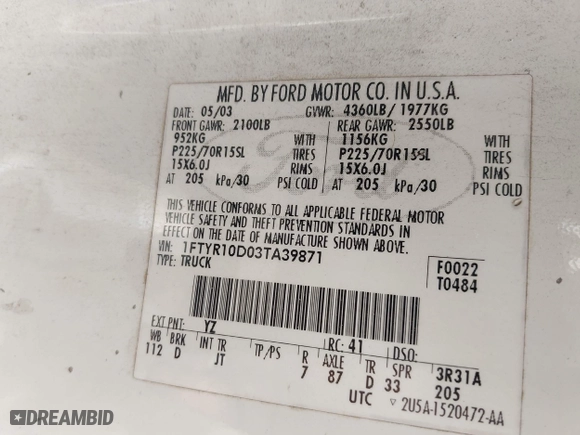 MFD. BY FORD MOTOR CO. IN U.S.A.
DATE: 05/03 GVWR: 4360LB/ 1977KG
FRONT GAWR: 2100LB REAR GAWR: 2550LB
952KG WITH 1156KG WITH
P225/70R15SL TIRES P225/70R15SL TIRES
15X6.0J RIMS 15X6.0J RIMS
AT 205 kPa/30 PSI COLD AT 205 kPa/30 PSI COLD
Ford
THIS VEHICLE CONFORMS TO ALL APPLICABLE FEDERAL MOTOR
VEHICLE SAFETY AND THEFT PREVENTION STANDARDS IN EFFECT
ON THE DATE OF MANUFACTURE SHOWN ABOVE.
VIN: 1FTYR10D03TA39871 F0022
TYPE: TRUCK T0484
EXT PNT: YZ RC: 41 DSO:
WB BRK INT TR TP/PS R AXLE TR SPR 3R31A
112 D JT 7 87 D 33 205
UTC ▽ 2U5A-1520472-AA
DREAMBID